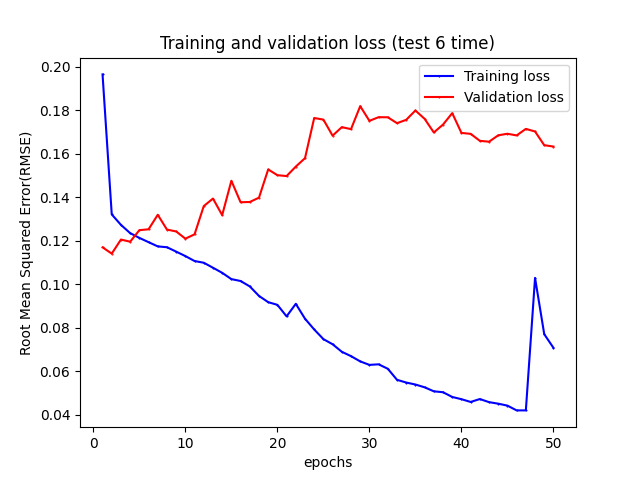 Training and validation loss (test 6 time)
Training loss
Validation loss
Root Mean Squared Error(RMSE)
0.20
0.18
0.16
0.14
0.12
0.10
0.08
0.06
0.04
0 10 20 30 40 50
epochs